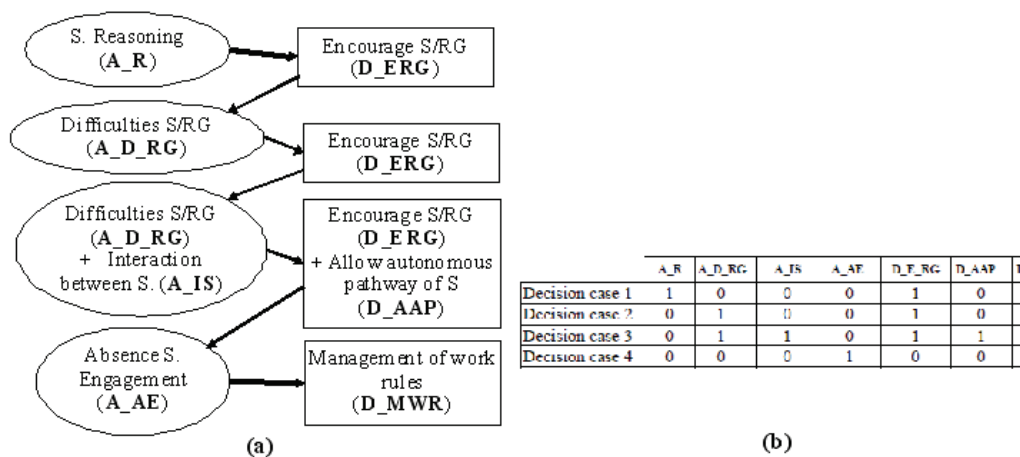 S. Reasoning
(A_R)
Encourage S/RG
(D_ERG)
Difficulties S/RG
(A_D_RG)
Encourage S/RG
(D_ERG)
Difficulties S/RG
(A_D_RG)
+ Interaction
between S. (A_IS)
Encourage S/RG
(D_ERG)
+ Allow autonomous
pathway of S
(D_AAP)
Absence S.
Engagement
(A_AE)
Management of work
rules
(D_MWR)
(a)
A_R A_D_RG A_IS A_AE D_E_RG D_AAP
Decision case 1 1 0 0 0 1 0
Decision case 2 0 1 0 0 1 0
Decision case 3 0 1 1 0 1 1
Decision case 4 0 0 0 1 0 0
(b)